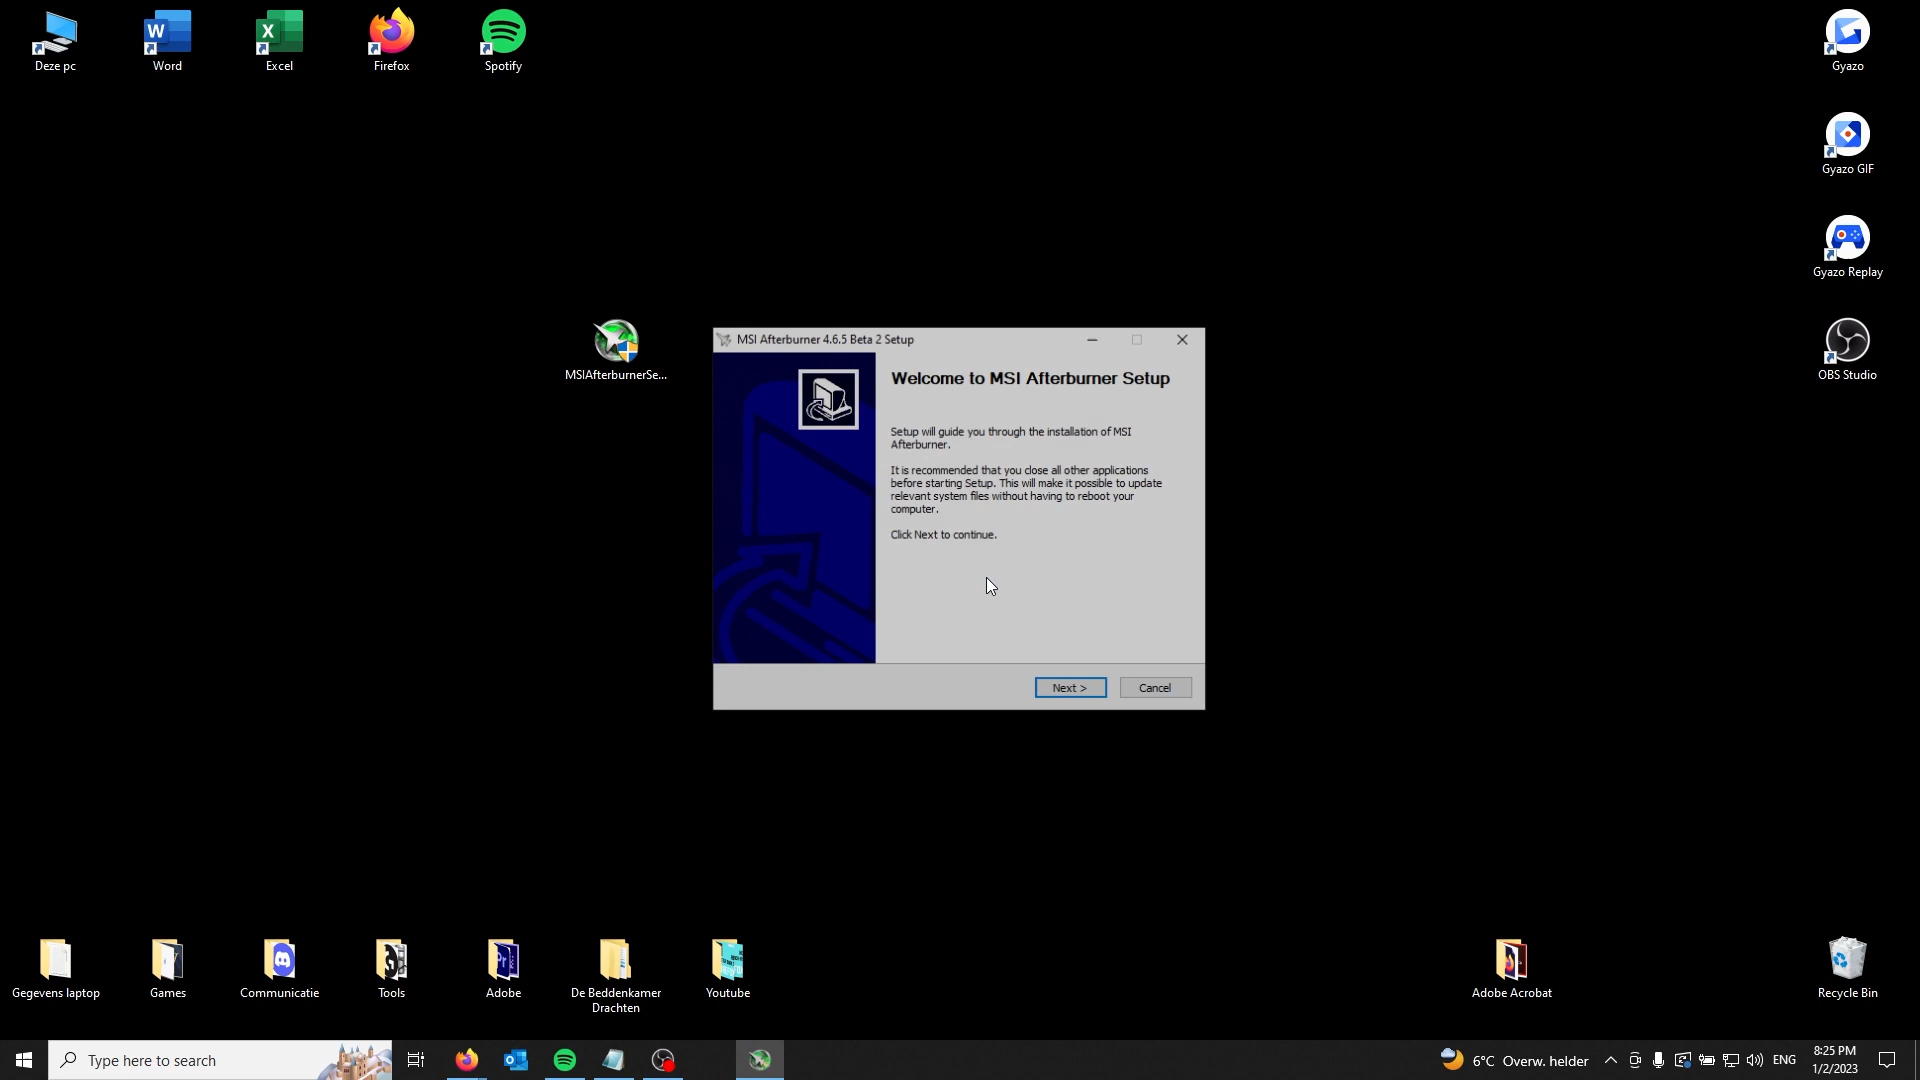 Deze pc
Word
Excel
Firefox
Spotify
Gyazo
Gyazo GIF
Gyazo Replay
OBS Studio
MSIAfterburnerSe...
MSI Afterburner 4.6.5 Beta 2 Setup
Welcome to MSI Afterburner Setup
Setup will guide you through the installation of MSI
Afterburner.
It is recommended that you close all other applications
before starting Setup. This will make it possible to update
relevant system files without having to reboot your
computer.
Click Next to continue.
Next >
Cancel
Gegevens laptop
Games
Communicatie
Tools
Adobe
De Beddenkamer
Drachten
Youtube
Adobe Acrobat
Recycle Bin
Type here to search
6°C Overw. helder
ENG
8:25 PM
1/2/2023